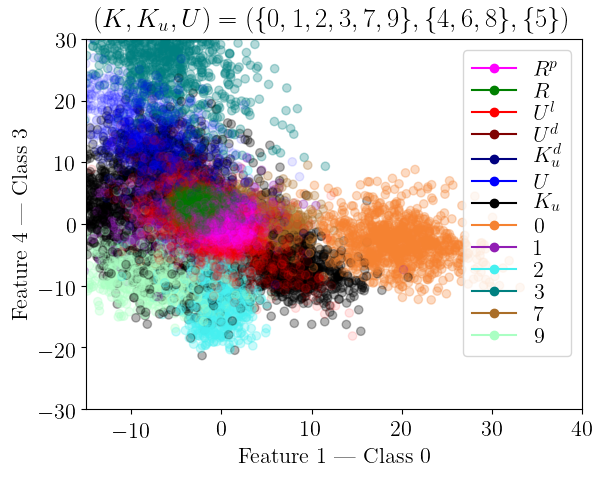 (K, K_u, U) = ({0, 1, 2, 3, 7, 9}, {4, 6, 8}, {5})
30
20
10
0
−10
−20
−30
Feature 4 — Class 3
R^p
R
U^l
U^d
K_u^d
U
K_u
0
1
2
3
7
9
−10
0
10
20
30
40
Feature 1 — Class 0